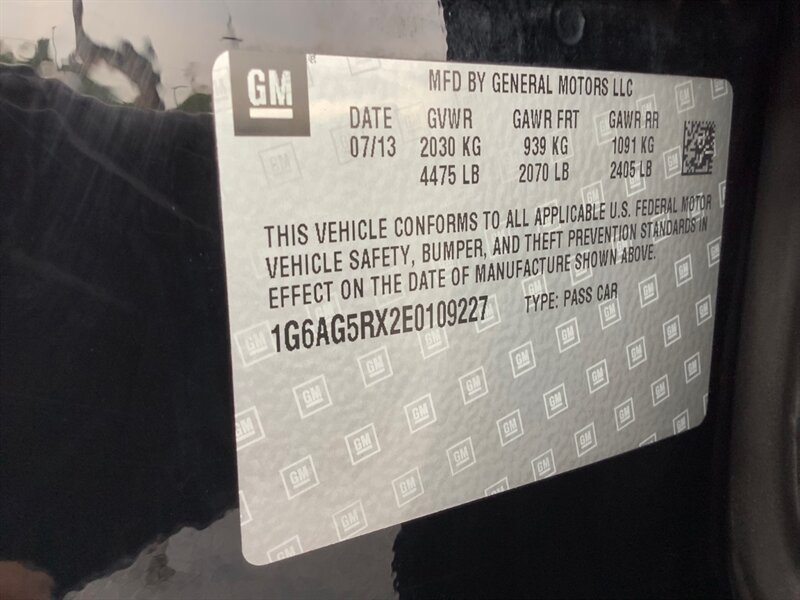 GM
MFD BY GENERAL MOTORS LLC
DATE GVWR GAWR FRT GAWR RR
07/13 2030 KG 939 KG 1091 KG
4475 LB 2070 LB 2405 LB
THIS VEHICLE CONFORMS TO ALL APPLICABLE U.S. FEDERAL MOTOR
VEHICLE SAFETY, BUMPER, AND THEFT PREVENTION STANDARDS IN
EFFECT ON THE DATE OF MANUFACTURE SHOWN ABOVE.
1G6AG5RX2E0109227 TYPE: PASS CAR